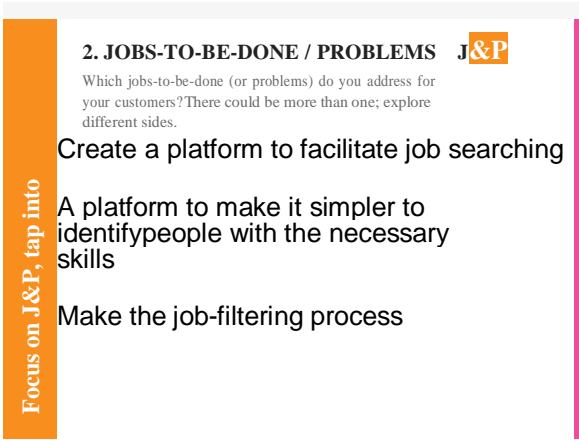 2. JOBS-TO-BE-DONE / PROBLEMS J&P
Which jobs-to-be-done (or problems) do you address for
your customers? There could be more than one; explore
different sides.
Create a platform to facilitate job searching
A platform to make it simpler to
identifypeople with the necessary
skills
Make the job-filtering process
Focus on J&P, tap into